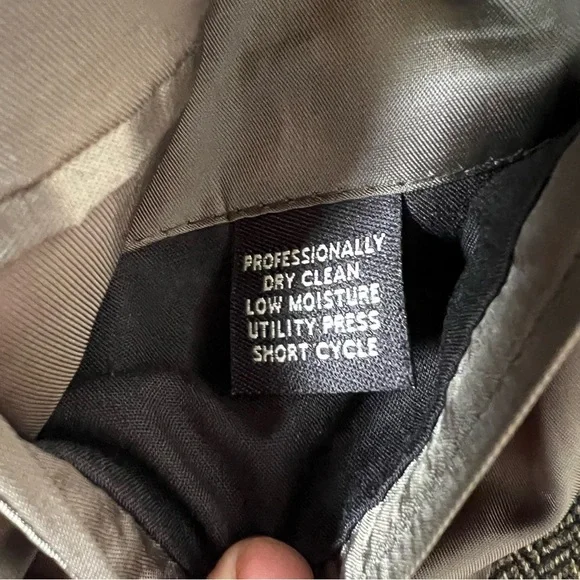 PROFESSIONALLY
DRY CLEAN
LOW MOISTURE
UTILITY PRESS
SHORT CYCLE